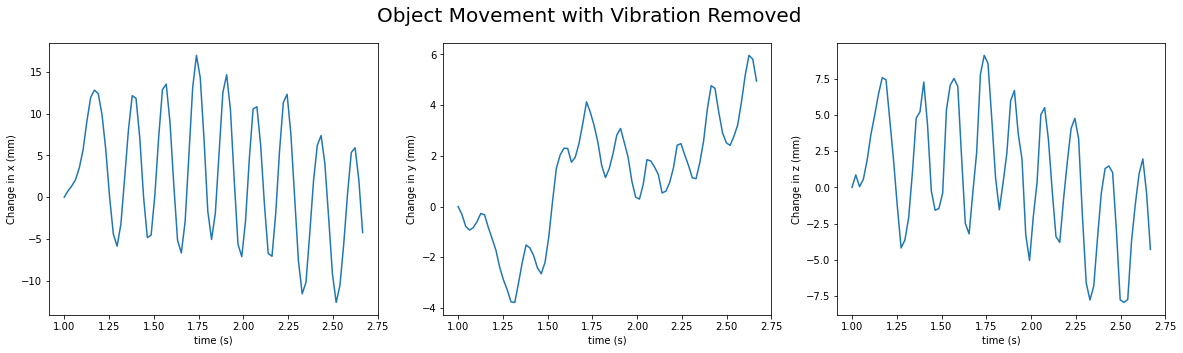 Object Movement with Vibration Removed
Change in x (mm)
15
10
5
0
−5
−10
1.00 1.25 1.50 1.75 2.00 2.25 2.50 2.75
time (s)
Change in y (mm)
6
4
2
0
−2
−4
1.00 1.25 1.50 1.75 2.00 2.25 2.50 2.75
time (s)
Change in z (mm)
7.5
5.0
2.5
0.0
−2.5
−5.0
−7.5
1.00 1.25 1.50 1.75 2.00 2.25 2.50 2.75
time (s)